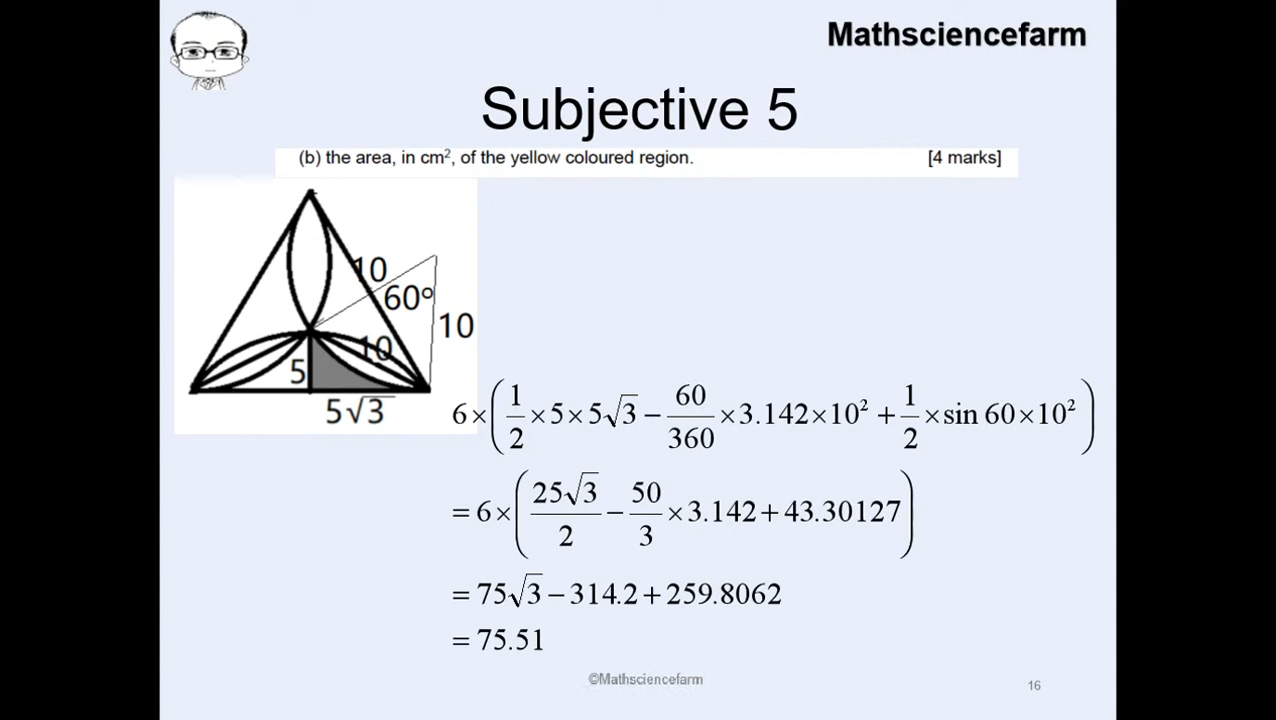 Mathsciencefarm
Subjective 5
(b) the area, in cm², of the yellow coloured region. [4 marks]
10
60º
10
10
5
5√3
6×(1/2×5×5√3−60/360×3.142×10²+1/2×sin 60×10²)
=6×(25√3/2−50/3×3.142+43.30127)
=75√3−314.2+259.8062
=75.51
©Mathsciencefarm
16